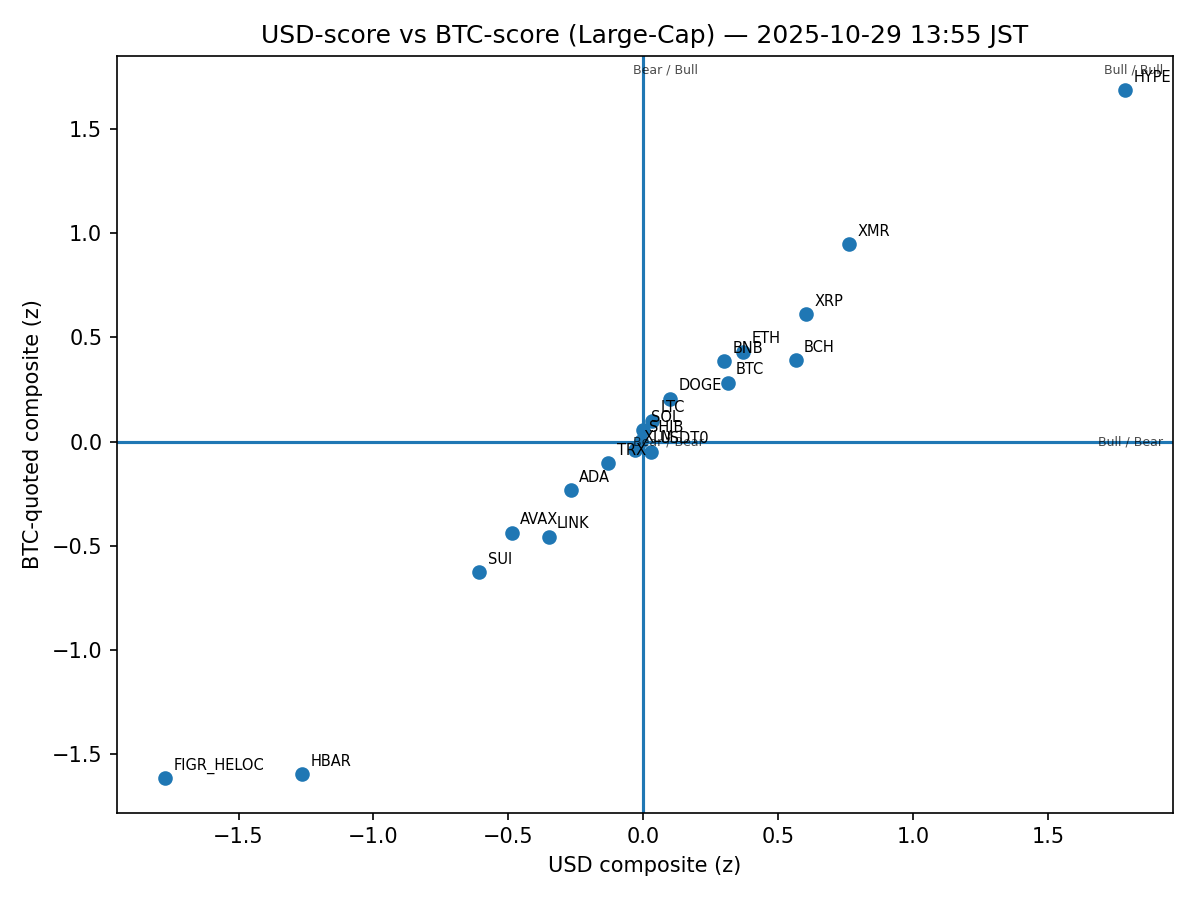 USD-score vs BTC-score (Large-Cap) — 2025-10-29 13:55 JST
Bear / Bull
Bull / Bull
HYPE
1.5
XMR
1.0
XRP
0.5
ETH
BNB
BCH
BTC
DOGE
LTC
SOL
SHIB
XLM
USDT0
0.0
Bear / Bear
Bull / Bear
TRX
ADA
AVAX
LINK
−0.5
SUI
−1.0
−1.5
HBAR
FIGR_HELOC
−1.5
−1.0
−0.5
0.0
0.5
1.0
1.5
USD composite (z)
BTC-quoted composite (z)